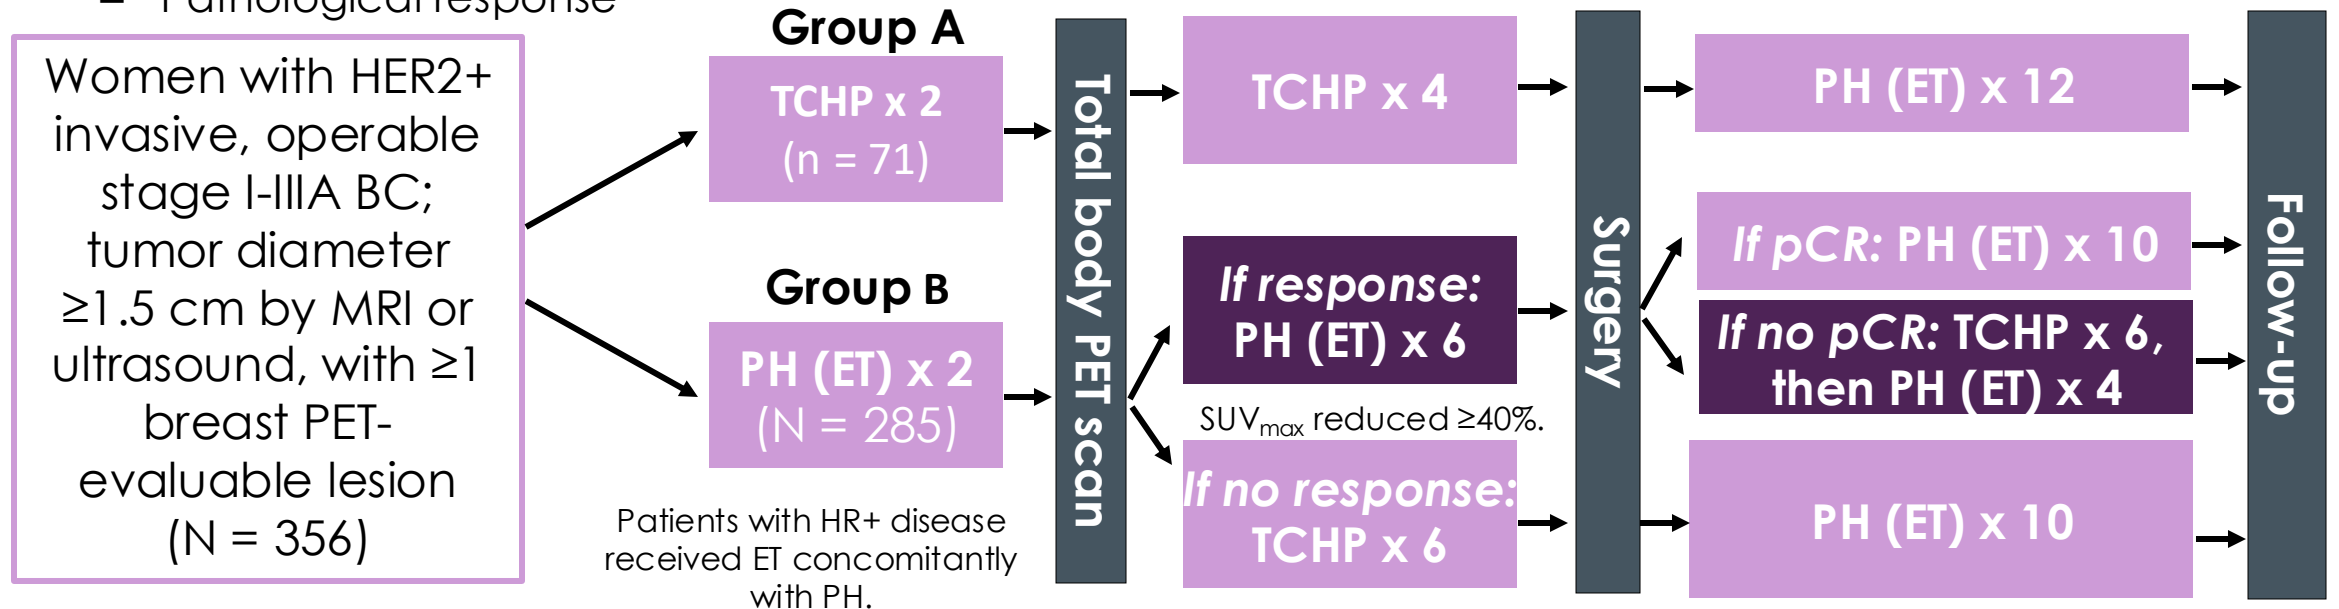 – Pathological response
Women with HER2+
invasive, operable
stage I-IIIA BC;
tumor diameter
≥1.5 cm by MRI or
ultrasound, with ≥1
breast PET-
evaluable lesion
(N = 356)
Group A
TCHP x 2
(n = 71)
Group B
PH (ET) x 2
(N = 285)
Patients with HR+ disease
received ET concomitantly
with PH.
Total body PET scan
TCHP x 4
If response:
PH (ET) x 6
SUVmax reduced ≥40%.
If no response:
TCHP x 6
Surgery
PH (ET) x 12
If pCR: PH (ET) x 10
If no pCR: TCHP x 6,
then PH (ET) x 4
PH (ET) x 10
Follow-up